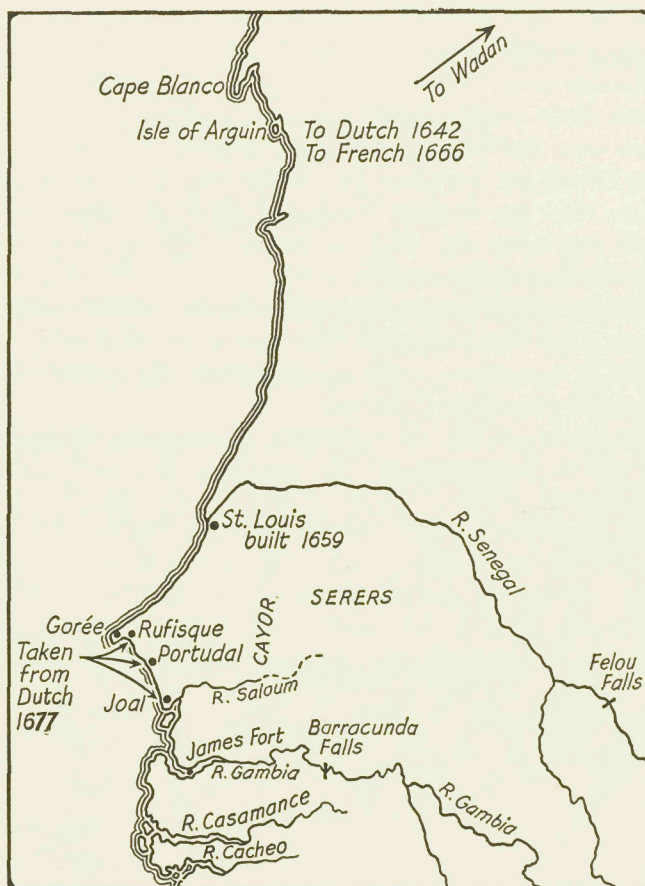 To Wadan
Cape Blanco
Isle of Arguin
To Dutch 1642
To French 1666
St. Louis
built 1659
R. Senegal
SERERS
CAYOR.
Gorée
Rufisque
Taken
from
Dutch
1677
Portudal
Joal
R. Saloum
Felou
Falls
James Fort
Barracunda
Falls
R. Gambia
R. Gambia
R. Casamance
R. Cacheo